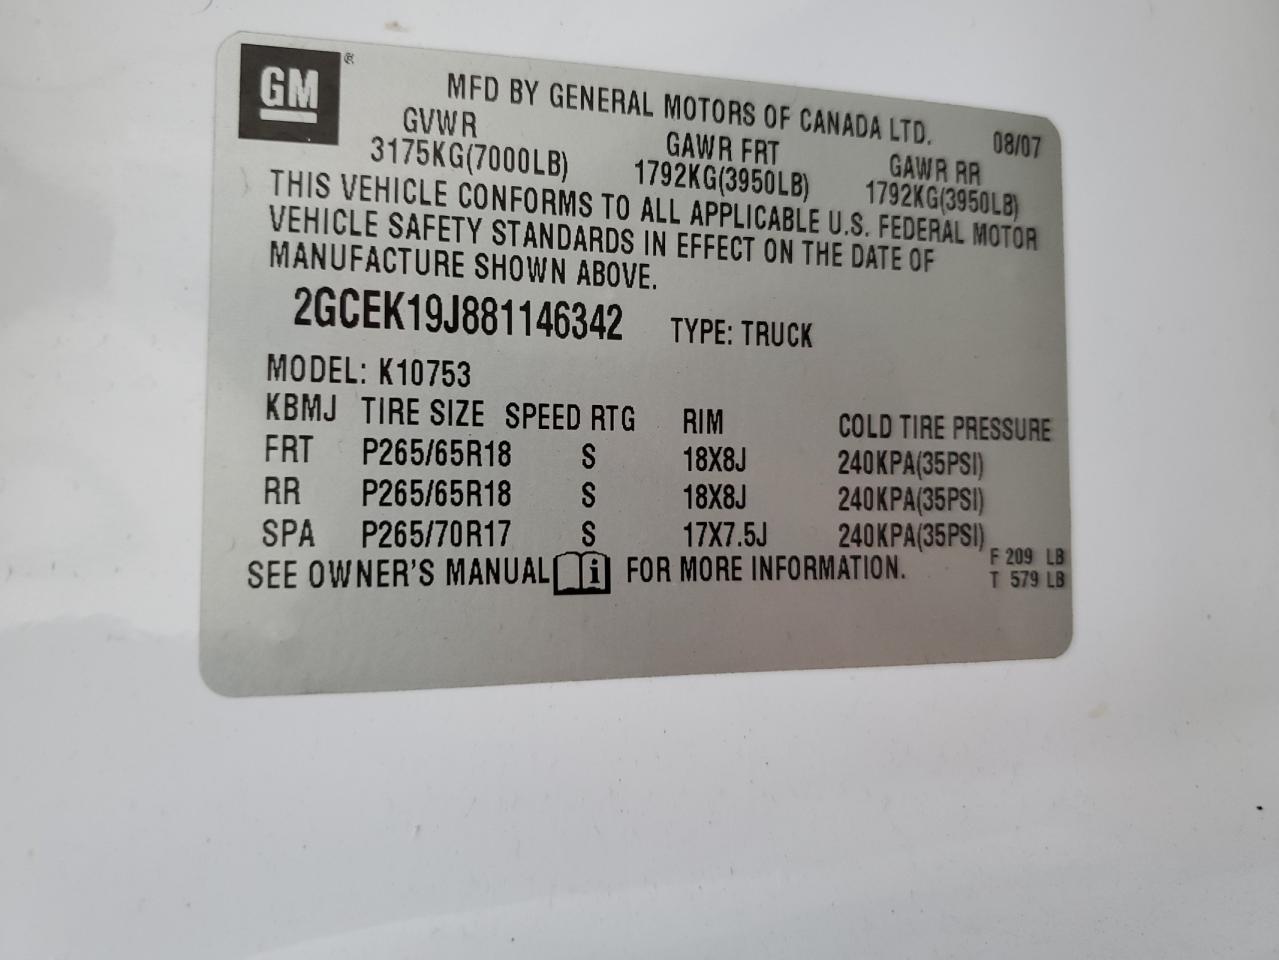 GM ®
MFD BY GENERAL MOTORS OF CANADA LTD. 08/07
GVWR GAWR FRT GAWR RR
3175KG(7000LB) 1792KG(3950LB) 1792KG(3950LB)
THIS VEHICLE CONFORMS TO ALL APPLICABLE U.S. FEDERAL MOTOR
VEHICLE SAFETY STANDARDS IN EFFECT ON THE DATE OF
MANUFACTURE SHOWN ABOVE.
2GCEK19J881146342 TYPE: TRUCK
MODEL: K10753
KBMJ TIRE SIZE SPEED RTG RIM COLD TIRE PRESSURE
FRT P265/65R18 S 18X8J 240KPA(35PSI)
RR P265/65R18 S 18X8J 240KPA(35PSI)
SPA P265/70R17 S 17X7.5J 240KPA(35PSI)
SEE OWNER'S MANUAL i FOR MORE INFORMATION.
F 209 LB
T 579 LB